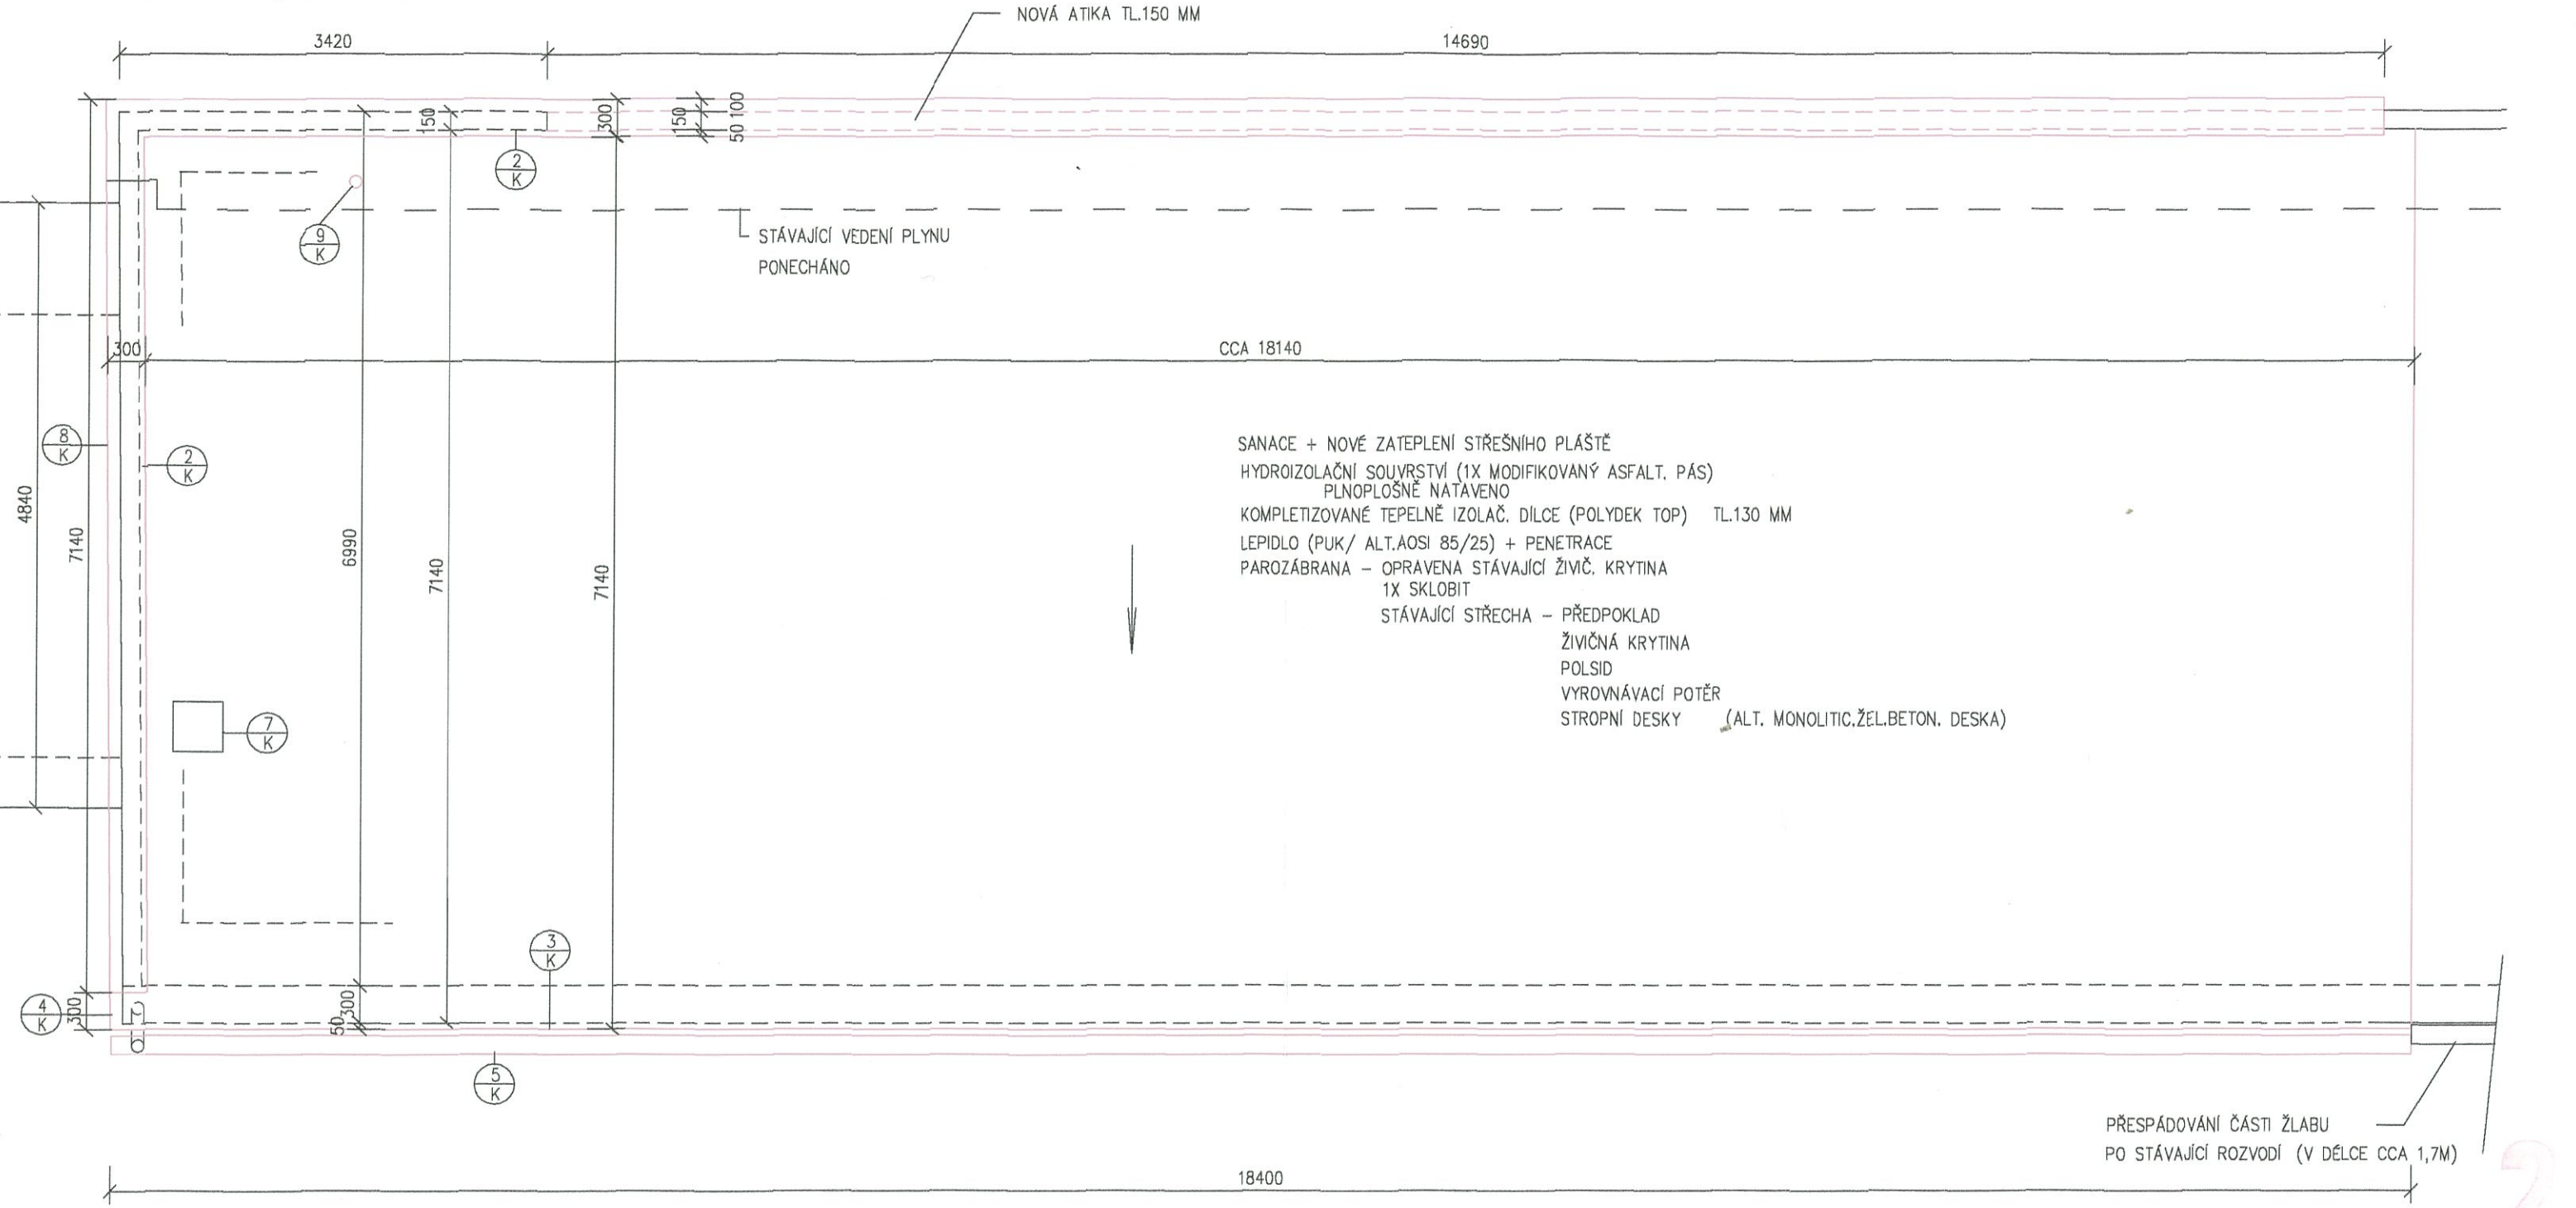 NOVÁ ATIKA TL.150 MM
3420
14690
150
300
150
50 100
2
K
9
K
STÁVAJÍCÍ VEDENÍ PLYNU
PONECHÁNO
300
CCA 18140
8
K
2
K
4840
7140
6990
7140
7140
SANACE + NOVÉ ZATEPLENÍ STŘEŠNÍHO PLÁŠTĚ
HYDROIZOLAČNÍ SOUVRSTVÍ (1X MODIFIKOVANÝ ASFALT. PÁS)
PLNOPLOŠNĚ NATAVENO
KOMPLETIZOVANÉ TEPELNĚ IZOLAČ. DÍLCE (POLYDEK TOP) TL.130 MM
LEPIDLO (PUK/ ALT.AOSI 85/25) + PENETRACE
PAROZÁBRANA – OPRAVENA STÁVAJÍCÍ ŽIVIČ. KRYTINA
1X SKLOBIT
STÁVAJÍCÍ STŘECHA – PŘEDPOKLAD
ŽIVIČNÁ KRYTINA
POLSID
VYROVNÁVACÍ POTĚR
STROPNÍ DESKY (ALT. MONOLITIC.ŽEL.BETON. DESKA)
7
K
3
K
4
K
300
50
300
5
K
PŘESPÁDOVÁNÍ ČÁSTI ŽLABU
PO STÁVAJÍCÍ ROZVODÍ (V DÉLCE CCA 1,7M)
18400
2